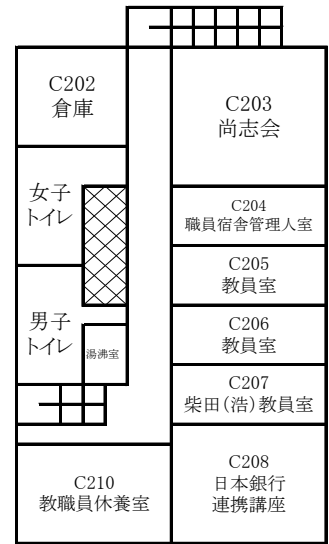 C202
倉庫
C203
尚志会
女子
トイレ
C204
職員宿舎管理人室
C205
教員室
男子
トイレ
湯沸室
C206
教員室
C207
柴田(浩)教員室
C210
教職員休養室
C208
日本銀行
連携講座